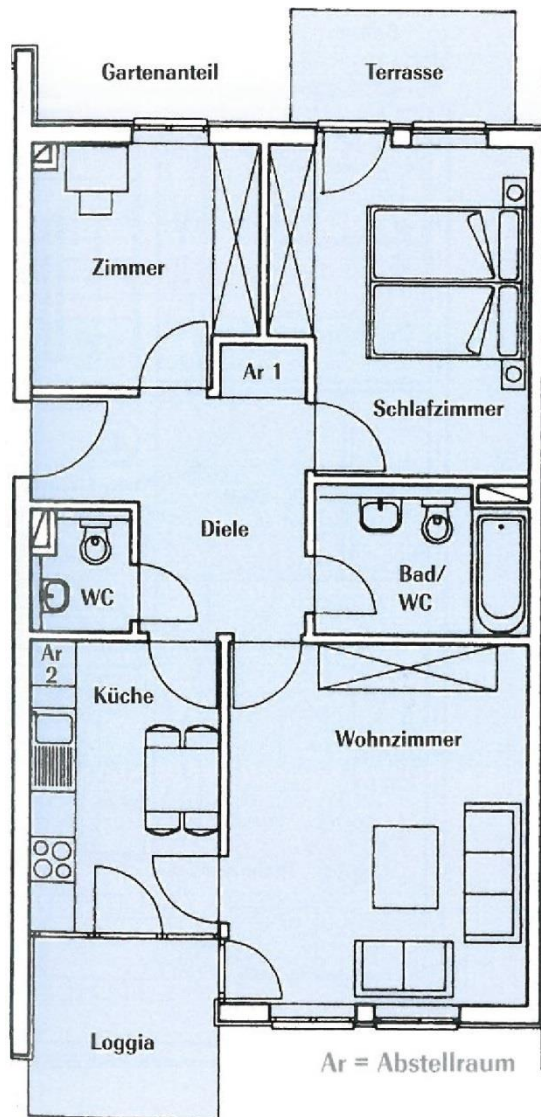 Gartenanteil
Terrasse
Zimmer
Ar 1
Schlafzimmer
Diele
WC
Bad/
WC
Ar
2
Küche
Wohnzimmer
Loggia
Ar = Abstellraum